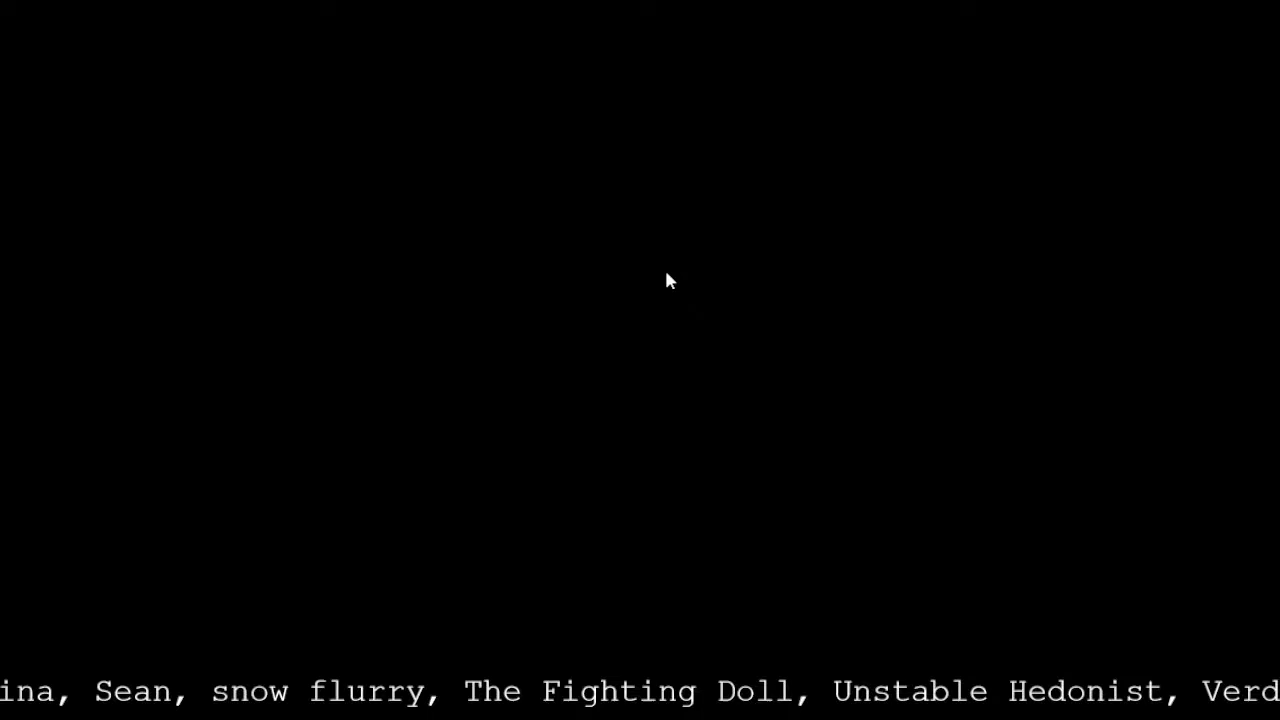 ina, Sean, snow flurry, The Fighting Doll, Unstable Hedonist, Verd